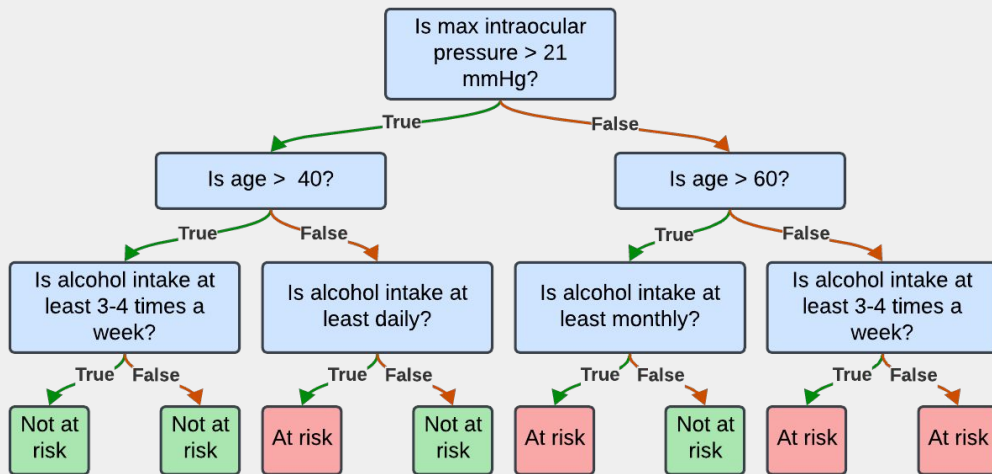 Is max intraocular
pressure > 21
mmHg?
True
False
Is age >  40?
Is age > 60?
True
False
True
False
Is alcohol intake at
least 3-4 times a
week?
Is alcohol intake at
least daily?
Is alcohol intake at
least monthly?
Is alcohol intake at
least 3-4 times a
week?
True
False
True
False
True
False
True
False
Not at
risk
Not at
risk
At risk
Not at
risk
At risk
Not at
risk
At risk
At risk